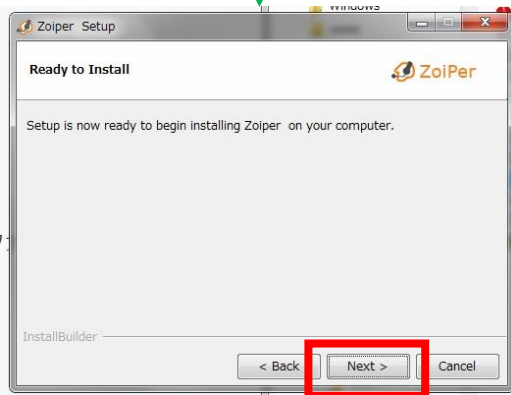 Windows
Zoiper Setup
Ready to Install
ZoiPer
Setup is now ready to begin installing Zoiper on your computer.
InstallBuilder
< Back
Next >
Cancel